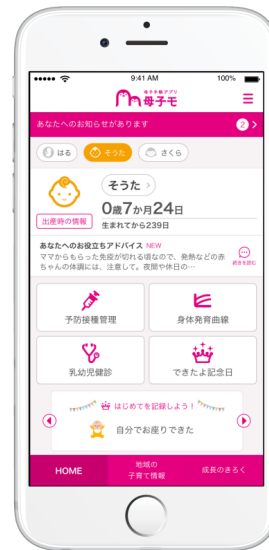 9:41 AM
100%
母子手帳アプリ
母子モ
あなたへのお知らせがあります
2
はる
そうた
さくら
そうた
0歳7か月24日
出産時の情報
生まれてから239日
あなたへのお役立ちアドバイス NEW
ママからもらった免疫が切れる頃なので、発熱などの赤
ちゃんの体調には、注意して。夜間や休日の…
続きを読む
予防接種管理
身体発育曲線
乳幼児健診
できたよ記念日
はじめてを記録しよう!
自分でお座りできた
HOME
地域の
子育て情報
成長のきろく